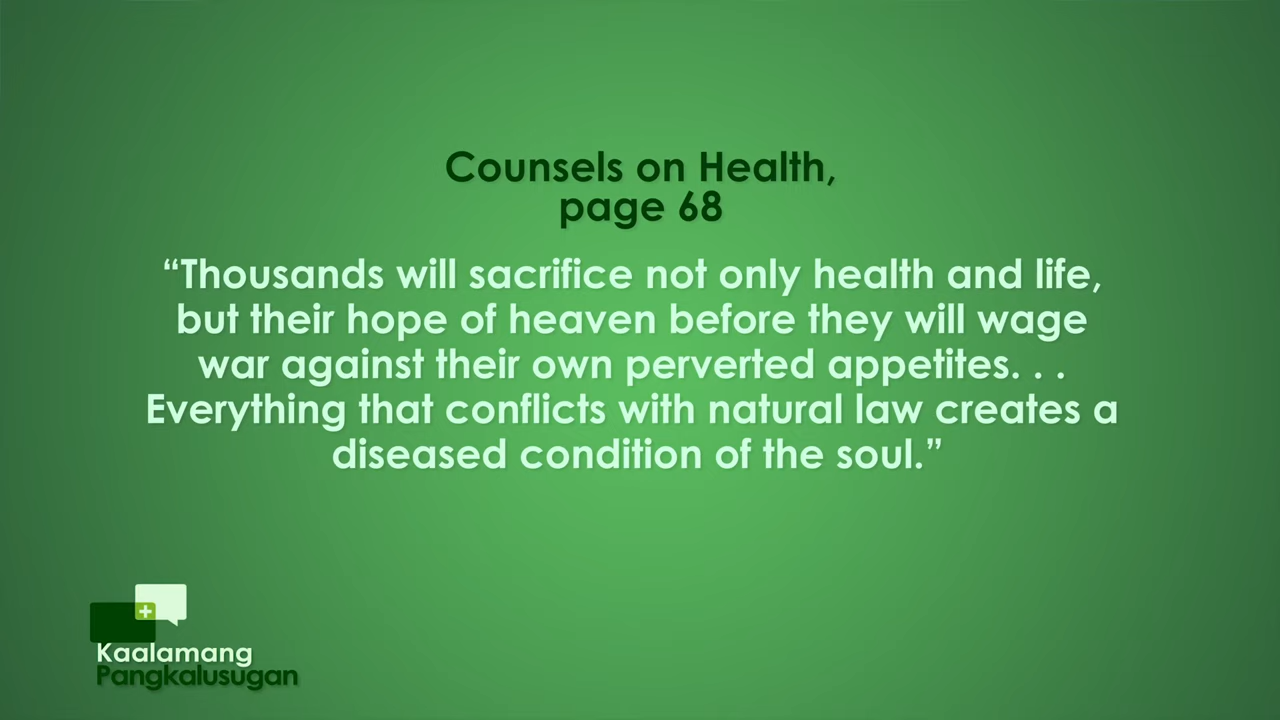 Counsels on Health,
page 68
“Thousands will sacrifice not only health and life,
but their hope of heaven before they will wage
war against their own perverted appetites. . .
Everything that conflicts with natural law creates a
diseased condition of the soul.”
Kaalamang
Pangkalusugan